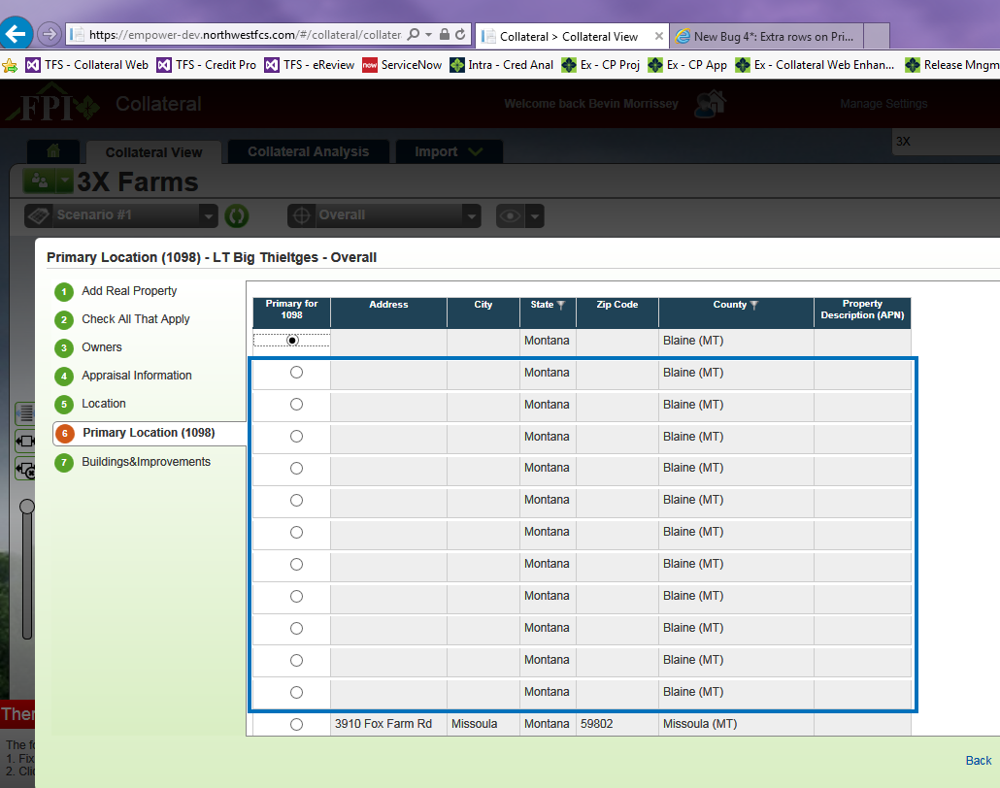 https://empower-dev.northwestfcs.com/#/collateral/collater
Collateral > Collateral View
New Bug 4*: Extra rows on Pri...
TFS - Collateral Web
TFS - Credit Pro
TFS - eReview
now
ServiceNow
Intra - Cred Anal
Ex - CP Proj
Ex - CP App
Ex - Collateral Web Enhan...
Release Mngm
FPI
Collateral
Welcome back Bevin Morrissey
Manage Settings
Collateral View
Collateral Analysis
Import
3X
3X Farms
Scenario #1
Overall
Primary Location (1098) - LT Big Thieltges - Overall
1 Add Real Property
2 Check All That Apply
3 Owners
4 Appraisal Information
5 Location
6 Primary Location (1098)
7 Buildings&Improvements
Primary for 1098 Address City State Zip Code County Property Description (APN)
Montana Blaine (MT)
Montana Blaine (MT)
Montana Blaine (MT)
Montana Blaine (MT)
Montana Blaine (MT)
Montana Blaine (MT)
Montana Blaine (MT)
Montana Blaine (MT)
Montana Blaine (MT)
Montana Blaine (MT)
Montana Blaine (MT)
Montana Blaine (MT)
3910 Fox Farm Rd Missoula Montana 59802 Missoula (MT)
Ther
The fo
1. Fix
2. Clic
Back